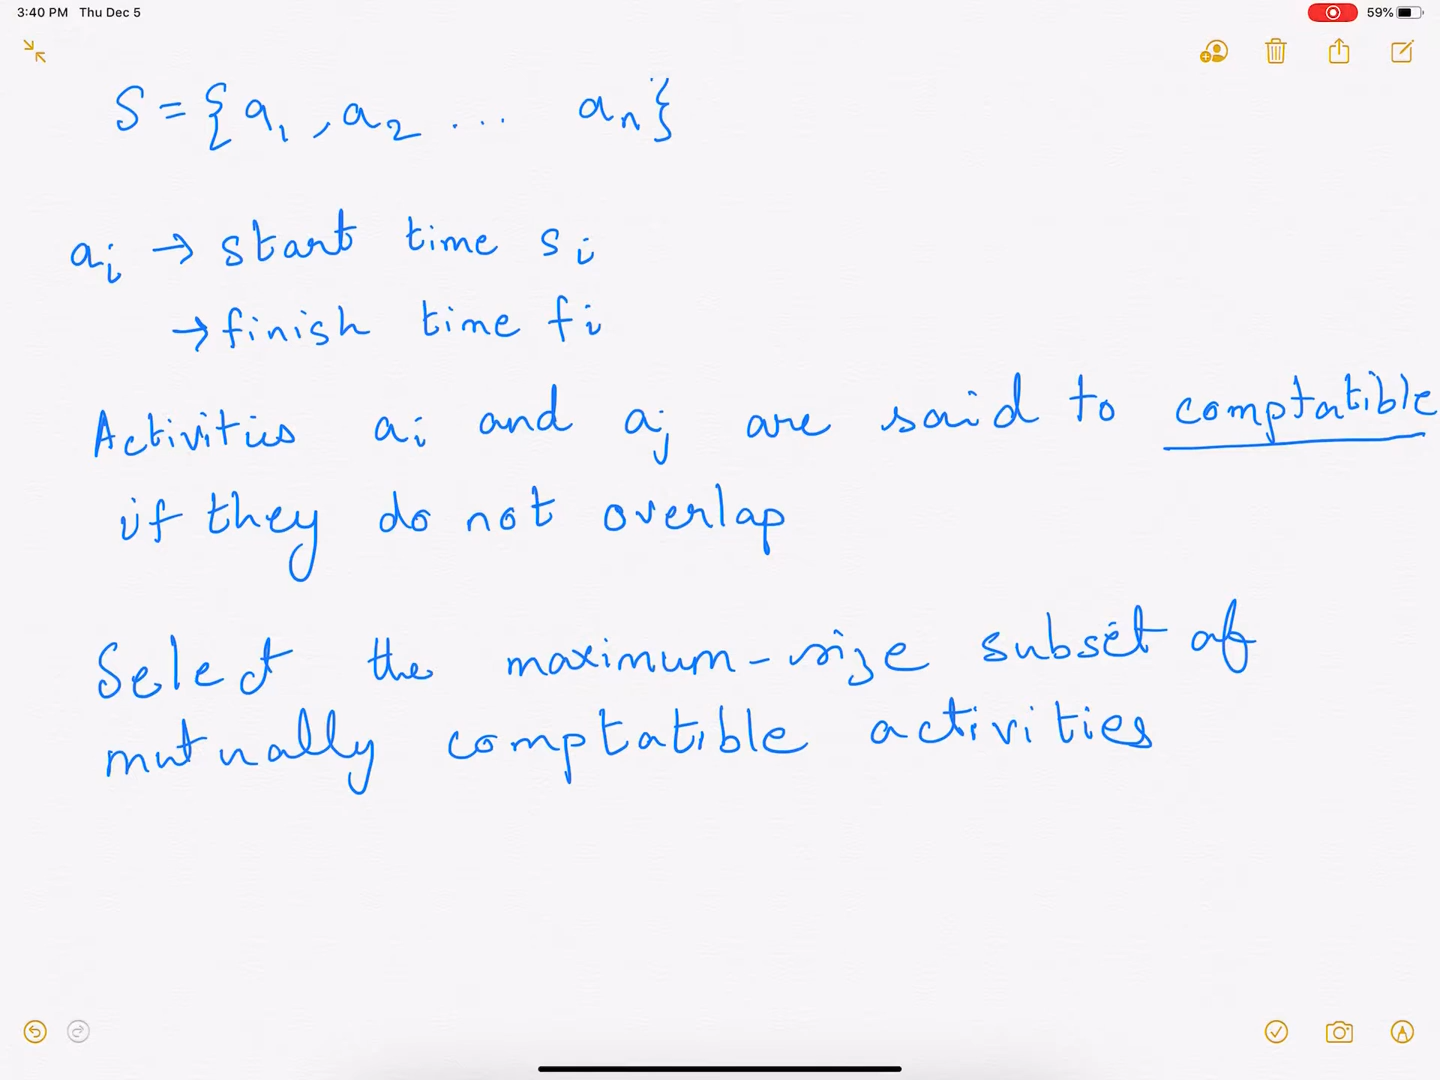 3:40 PM Thu Dec 5
59%
S = {a₁, a₂ ... aₙ}
aᵢ → start time sᵢ
→ finish time fᵢ
Activities aᵢ and aⱼ are said to comptatible
if they do not overlap
Select the maximum-size subset of
mutually comptatible activities